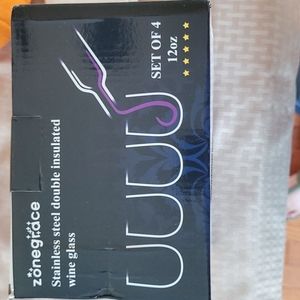 zonegrace
Stainless steel double insulated
wine glass
SET OF 4
12oz